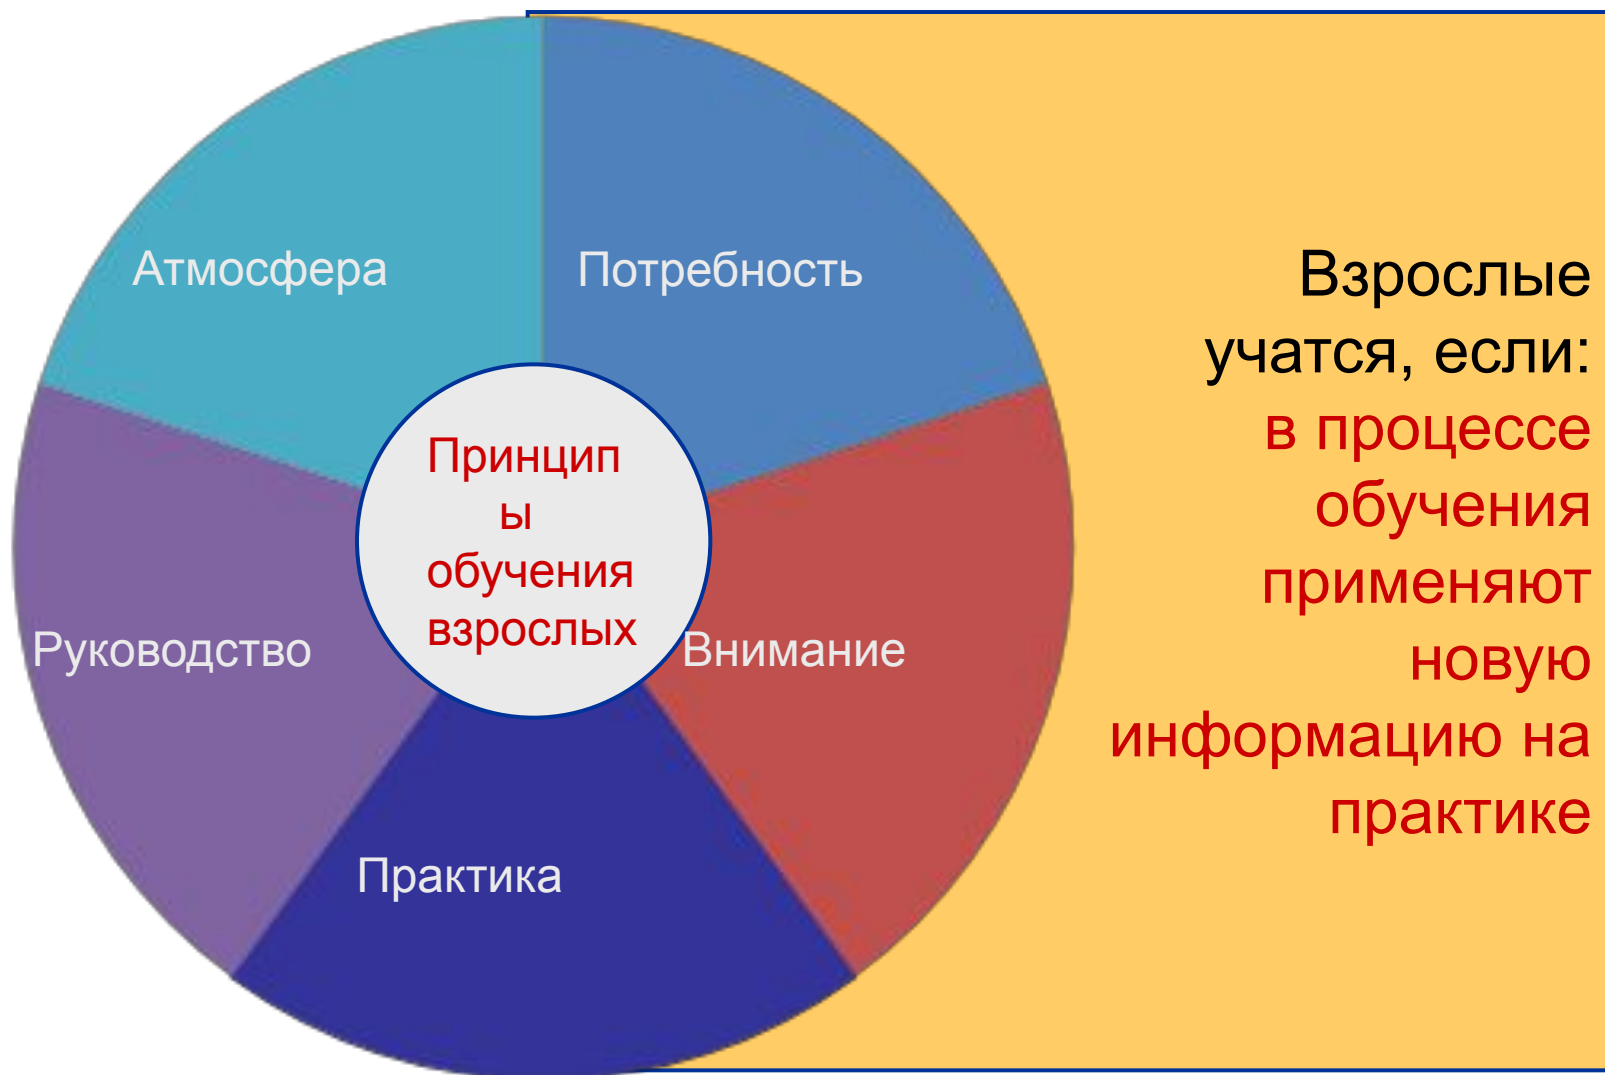 Атмосфера
Потребность
Принцип
ы
обучения
взрослых
Руководство
Внимание
Практика
Взрослые
учатся, если:
в процессе
обучения
применяют
новую
информацию на
практике